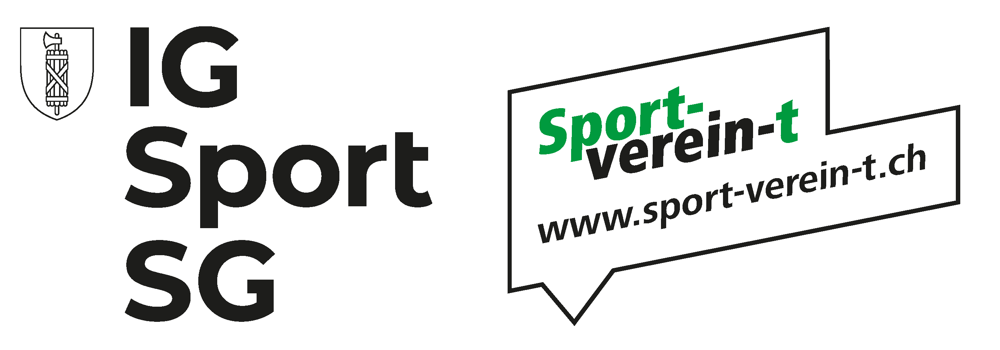 IG
Sport
SG
Sport-
verein-t
www.sport-verein-t.ch